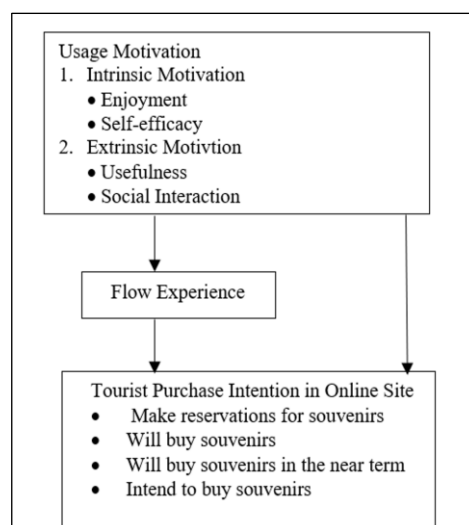 Usage Motivation
1. Intrinsic Motivation
• Enjoyment
• Self-efficacy
2. Extrinsic Motivtion
• Usefulness
• Social Interaction
Flow Experience
Tourist Purchase Intention in Online Site
• Make reservations for souvenirs
• Will buy souvenirs
• Will buy souvenirs in the near term
• Intend to buy souvenirs